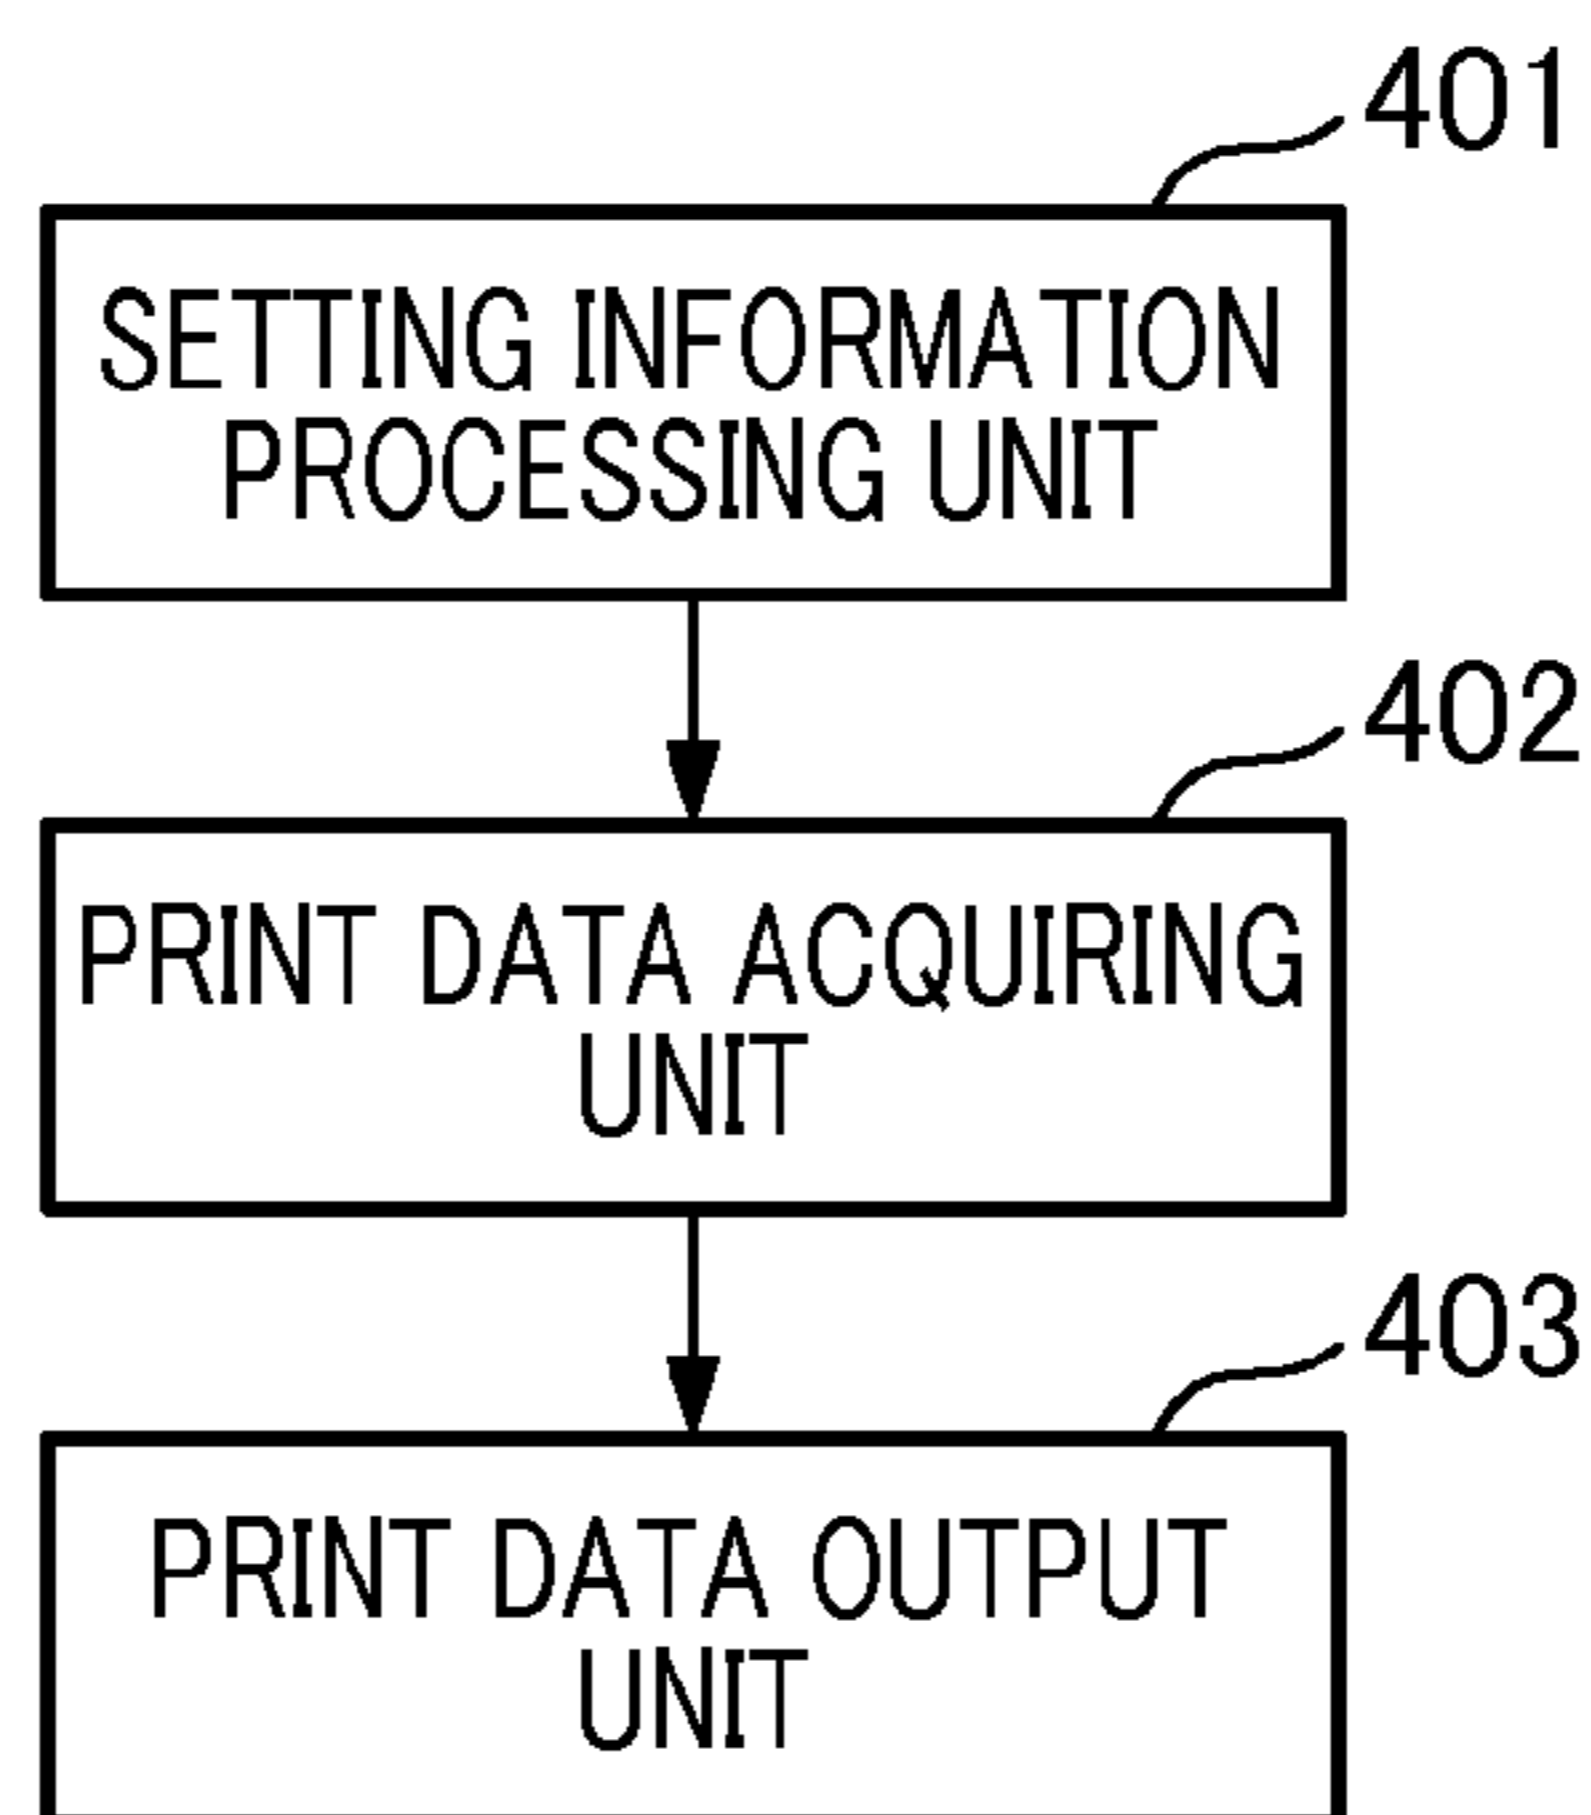 401
SETTING INFORMATION
PROCESSING UNIT
402
PRINT DATA ACQUIRING
UNIT
403
PRINT DATA OUTPUT
UNIT